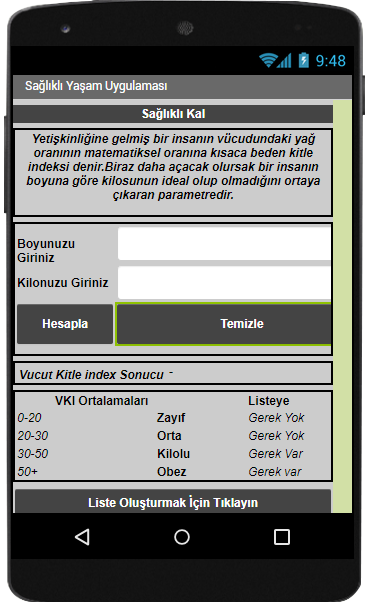 9:48
Sağlıklı Yaşam Uygulaması
Sağlıklı Kal
Yetişkinliğine gelmiş bir insanın vücudundaki yağ
oranının matematiksel oranına kısaca beden kitle
indeksi denir.Biraz daha açacak olursak bir insanın
boyuna göre kilosunun ideal olup olmadığını ortaya
çıkaran parametredir.
Boyunuzu
Giriniz
Kilonuzu Giriniz
Hesapla Temizle
Vucut Kitle index Sonucu -
VKI Ortalamaları Listeye
0-20 Zayıf Gerek Yok
20-30 Orta Gerek Yok
30-50 Kilolu Gerek Var
50+ Obez Gerek var
Liste Oluşturmak İçin Tıklayın